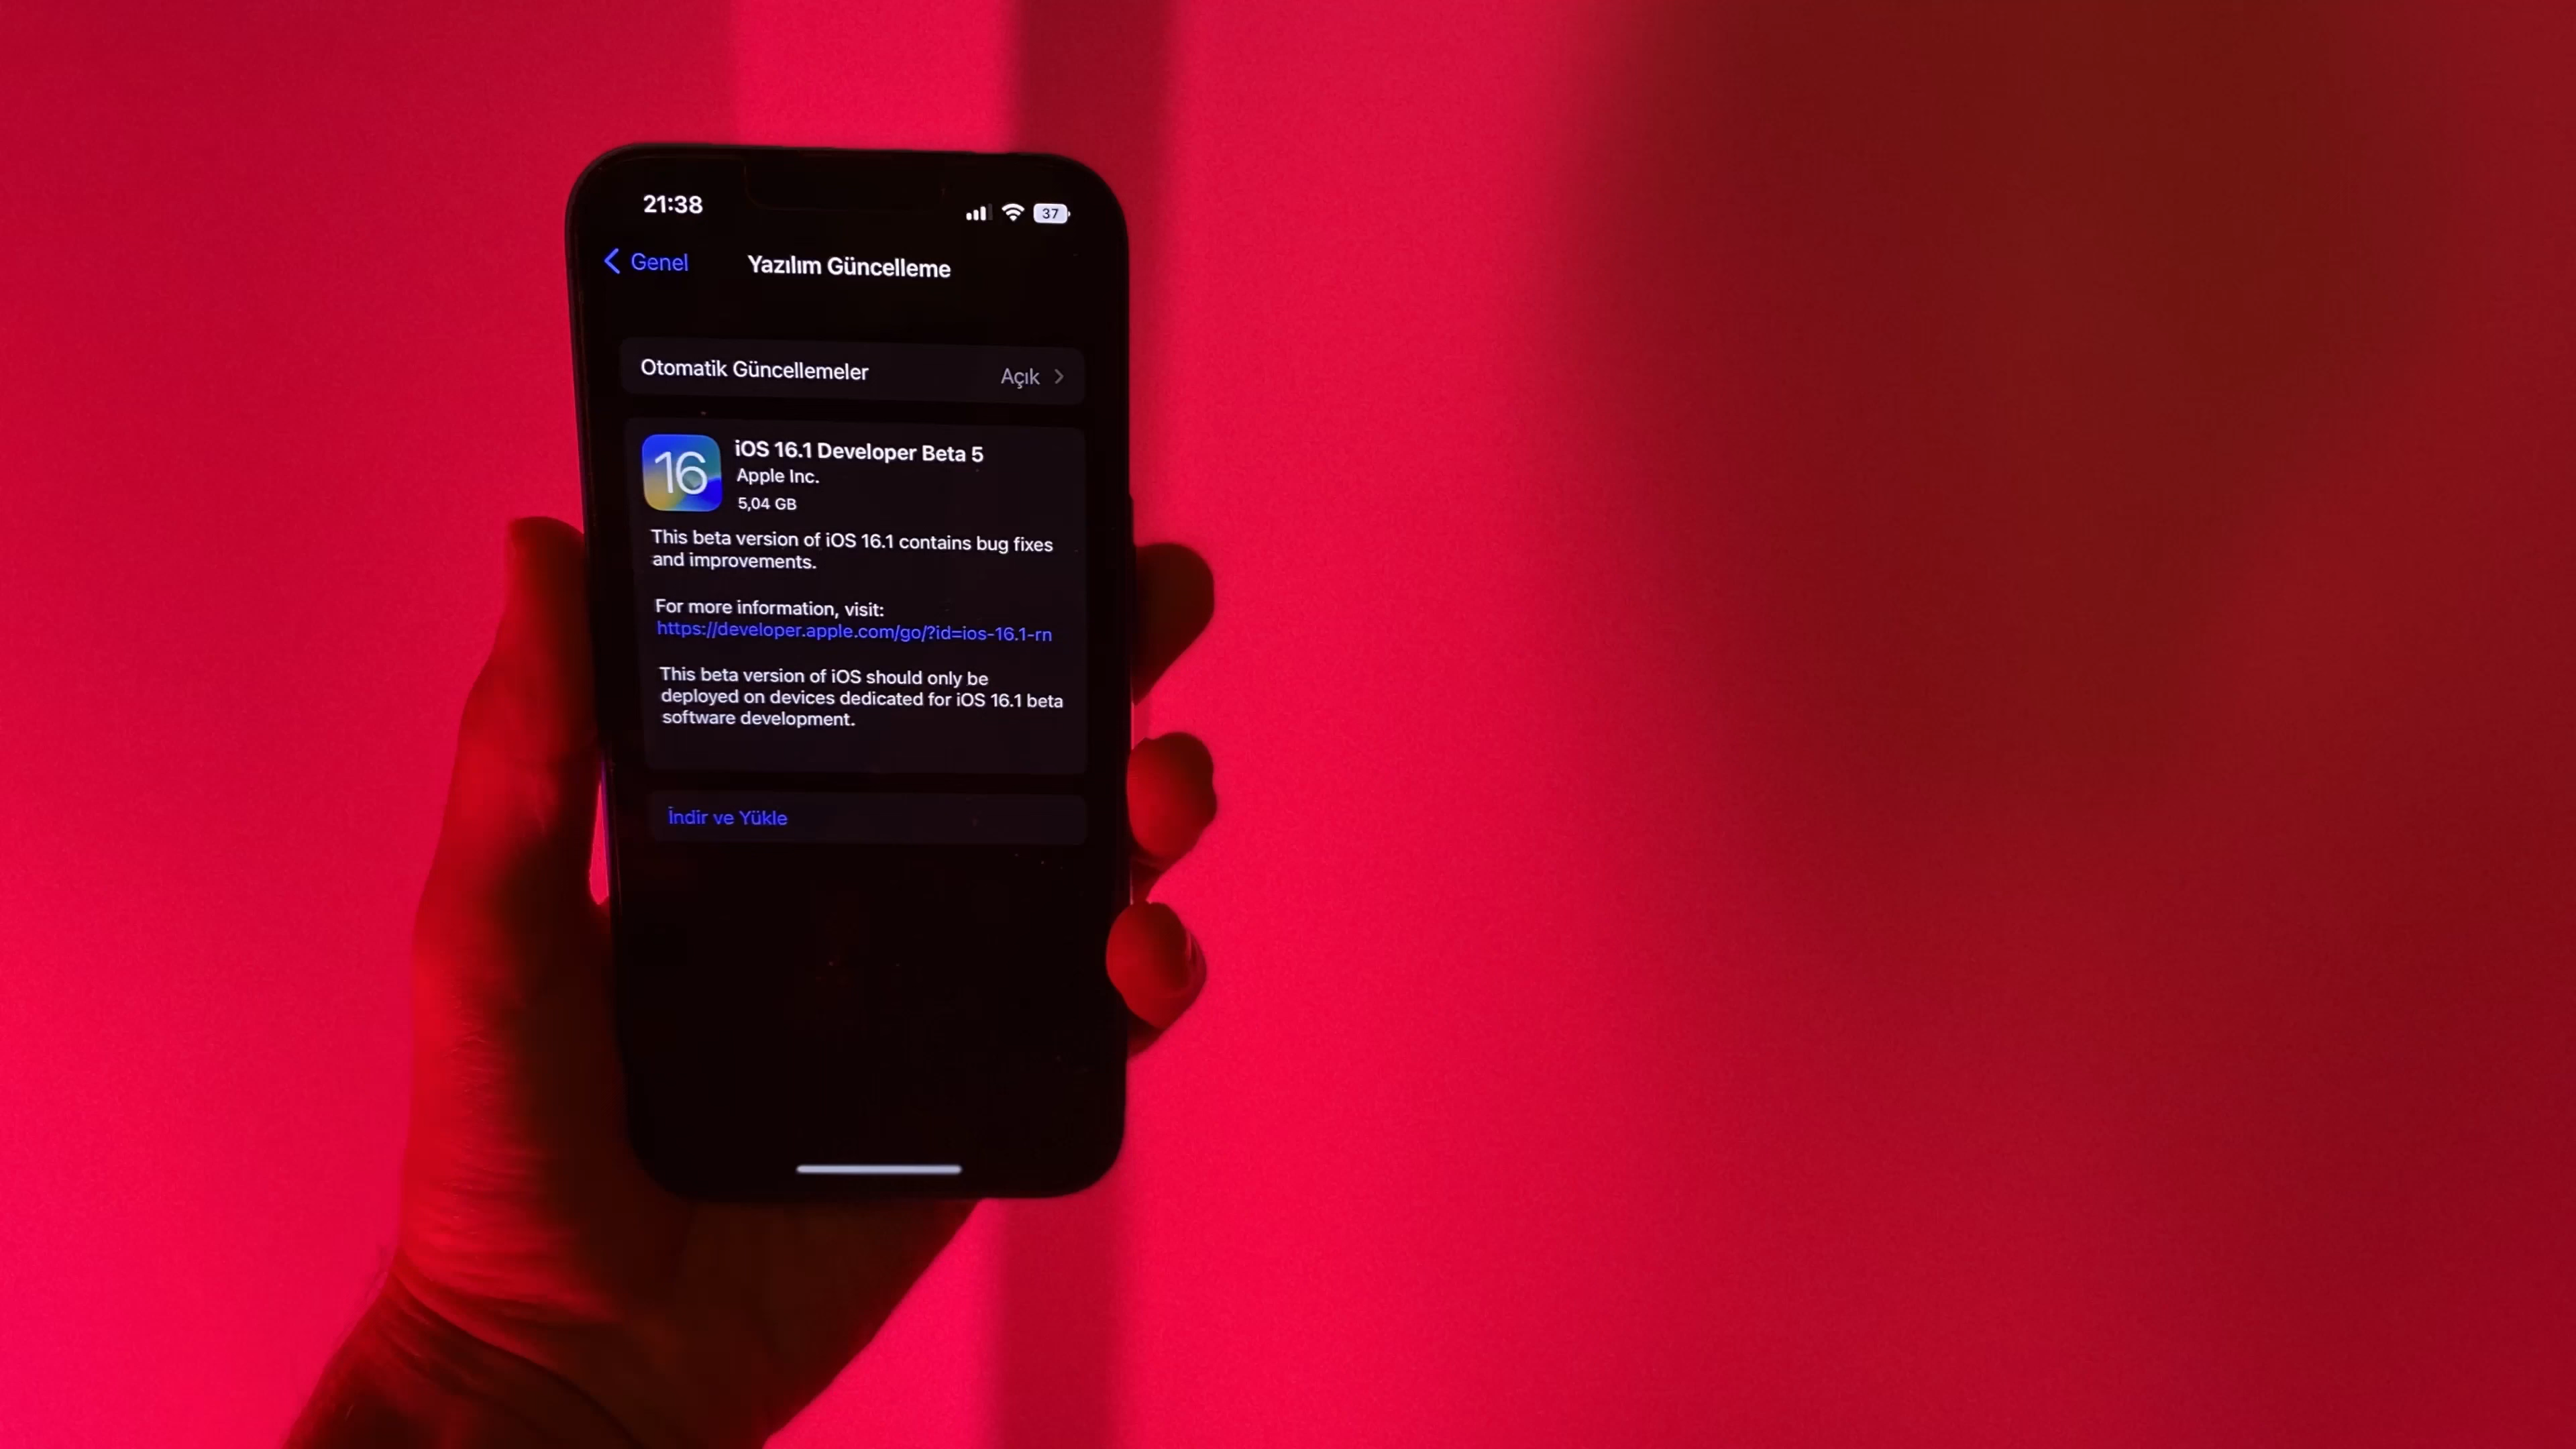 21:38
37
Genel
Yazılım Güncelleme
Otomatik Güncellemeler
Açık
16
iOS 16.1 Developer Beta 5
Apple Inc.
5,04 GB
This beta version of iOS 16.1 contains bug fixes
and improvements.
For more information, visit:
https://developer.apple.com/go/?id=ios-16.1-rn
This beta version of iOS should only be
deployed on devices dedicated for iOS 16.1 beta
software development.
İndir ve Yükle